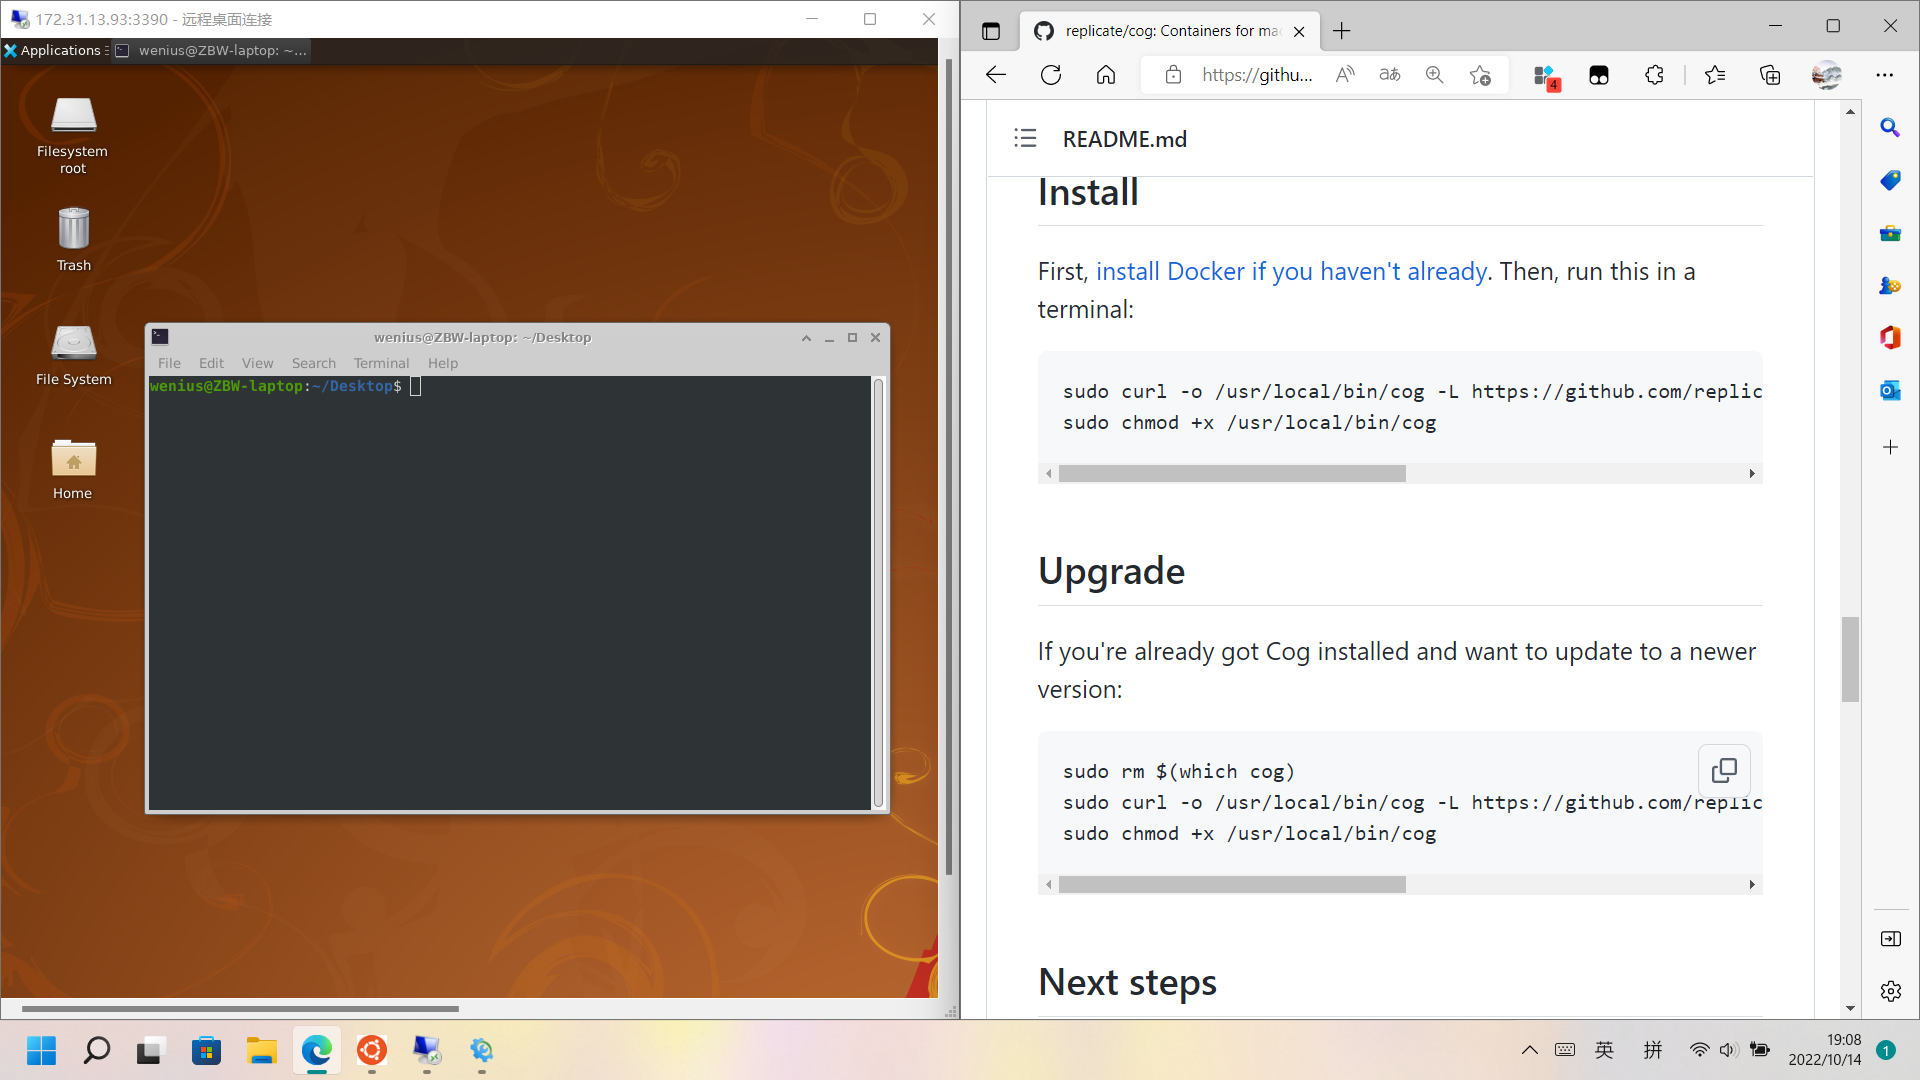 172.31.13.93:3390 - 远程桌面连接
Applications
wenius@ZBW-laptop: ~...
Filesystem
root
Trash
File System
Home
wenius@ZBW-laptop: ~/Desktop
File Edit View Search Terminal Help
wenius@ZBW-laptop:~/Desktop$
replicate/cog: Containers for mac
https://githu...
aあ
4
README.md
Install
First, install Docker if you haven't already. Then, run this in a
terminal:
sudo curl -o /usr/local/bin/cog -L https://github.com/replic
sudo chmod +x /usr/local/bin/cog
Upgrade
If you're already got Cog installed and want to update to a newer
version:
sudo rm $(which cog)
sudo curl -o /usr/local/bin/cog -L https://github.com/replic
sudo chmod +x /usr/local/bin/cog
Next steps
英
拼
19:08
2022/10/14
1